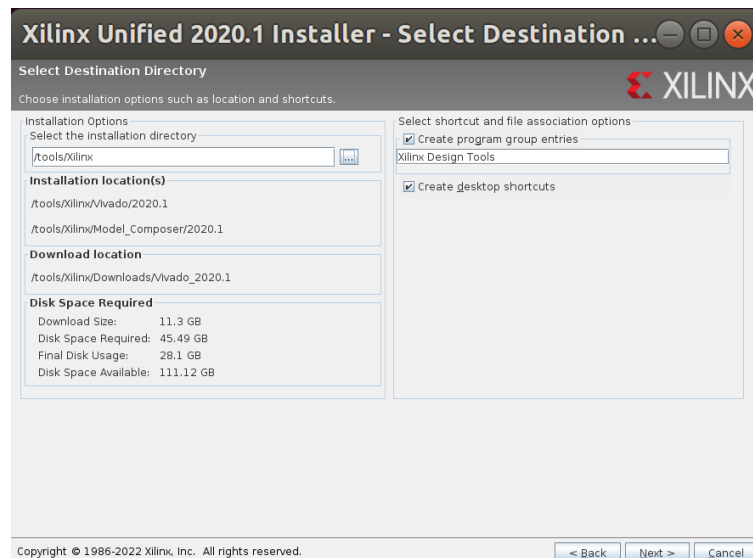 Xilinx Unified 2020.1 Installer - Select Destination ...
Select Destination Directory
Choose installation options such as location and shortcuts.
XILINX
Installation Options
Select the installation directory
/tools/Xilinx
...
Installation location(s)
/tools/Xilinx/Vivado/2020.1
/tools/Xilinx/Model_Composer/2020.1
Download location
/tools/Xilinx/Downloads/Vivado_2020.1
Disk Space Required
Download Size: 11.3 GB
Disk Space Required: 45.49 GB
Final Disk Usage: 28.1 GB
Disk Space Available: 111.12 GB
Select shortcut and file association options
Create program group entries
Xilinx Design Tools
Create desktop shortcuts
Copyright © 1986-2022 Xilinx, Inc. All rights reserved.
< Back Next > Cancel